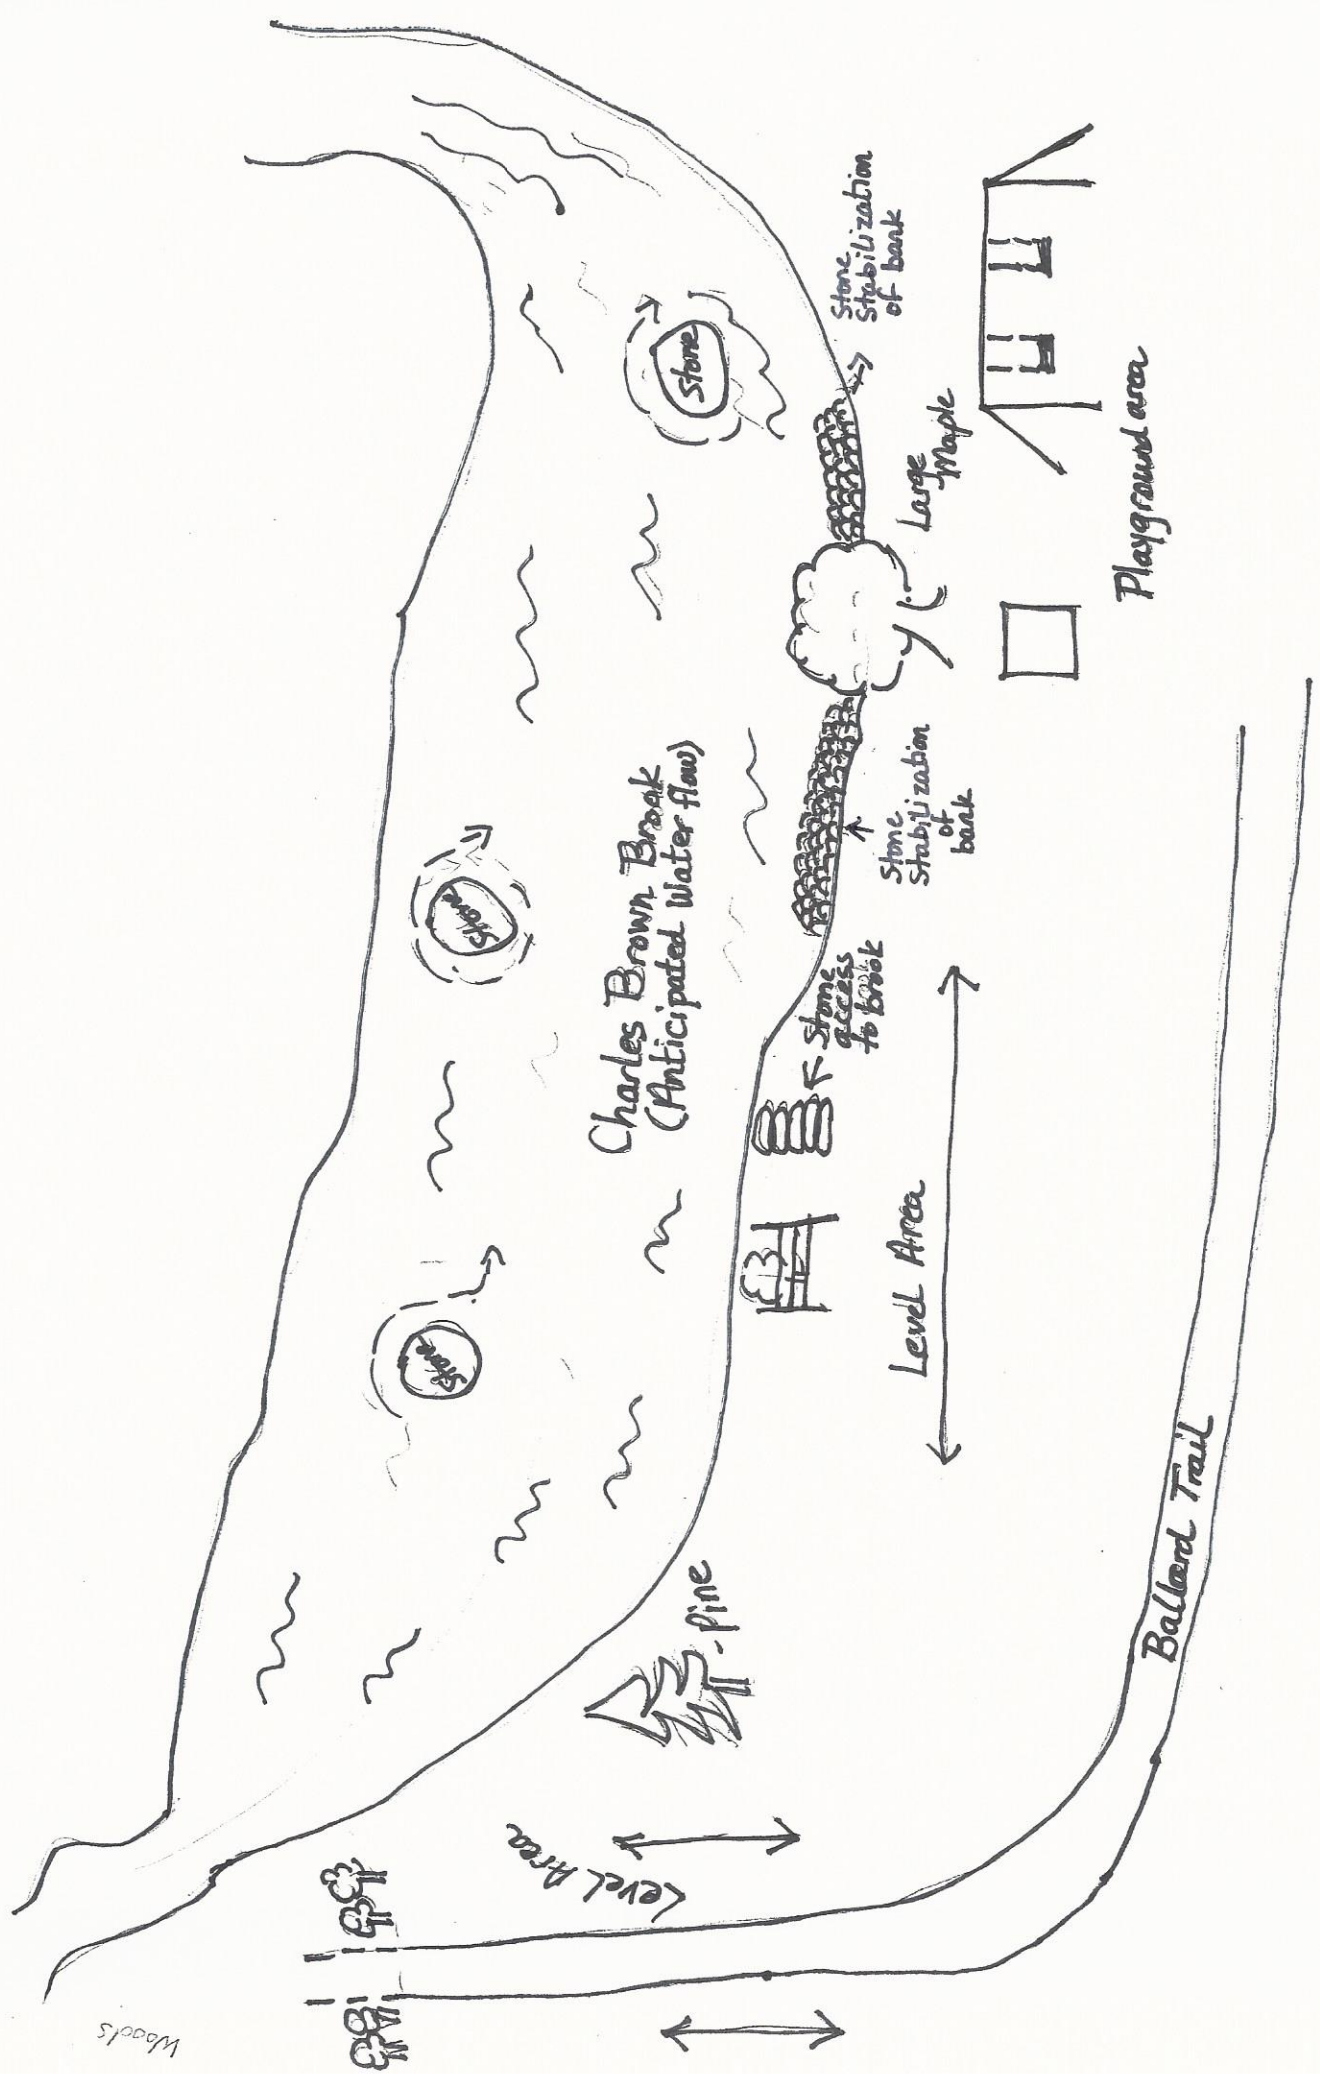 Stone
Stabilization
of bank
Stone
Large
Maple
Playground area
Stone
Charles Brown Brook
(Anticipated Water flow)
Stone
Stabilization
of
bank
Stone
access
to brook
Stone
Level Area
Pine
Ballard Trail
Level Area
Woods